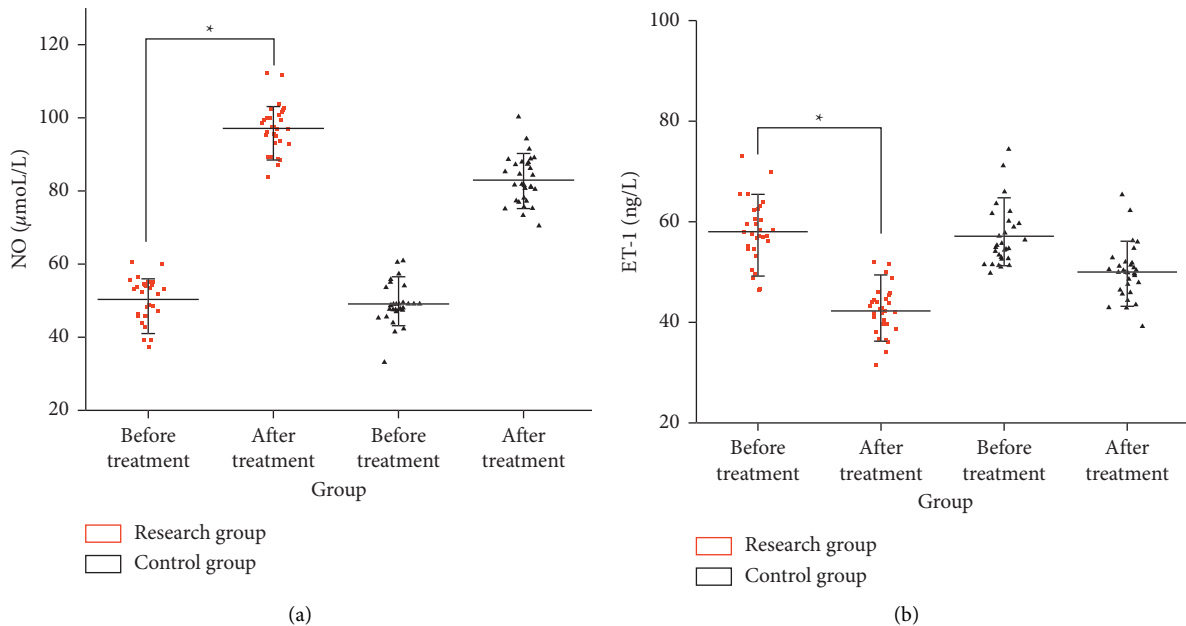 120
100
80
60
40
20
NO (µmoL/L)
*
Before treatment
After treatment
Before treatment
After treatment
Group
Research group
Control group
(a)
100
80
60
40
20
ET-1 (ng/L)
*
Before treatment
After treatment
Before treatment
After treatment
Group
Research group
Control group
(b)